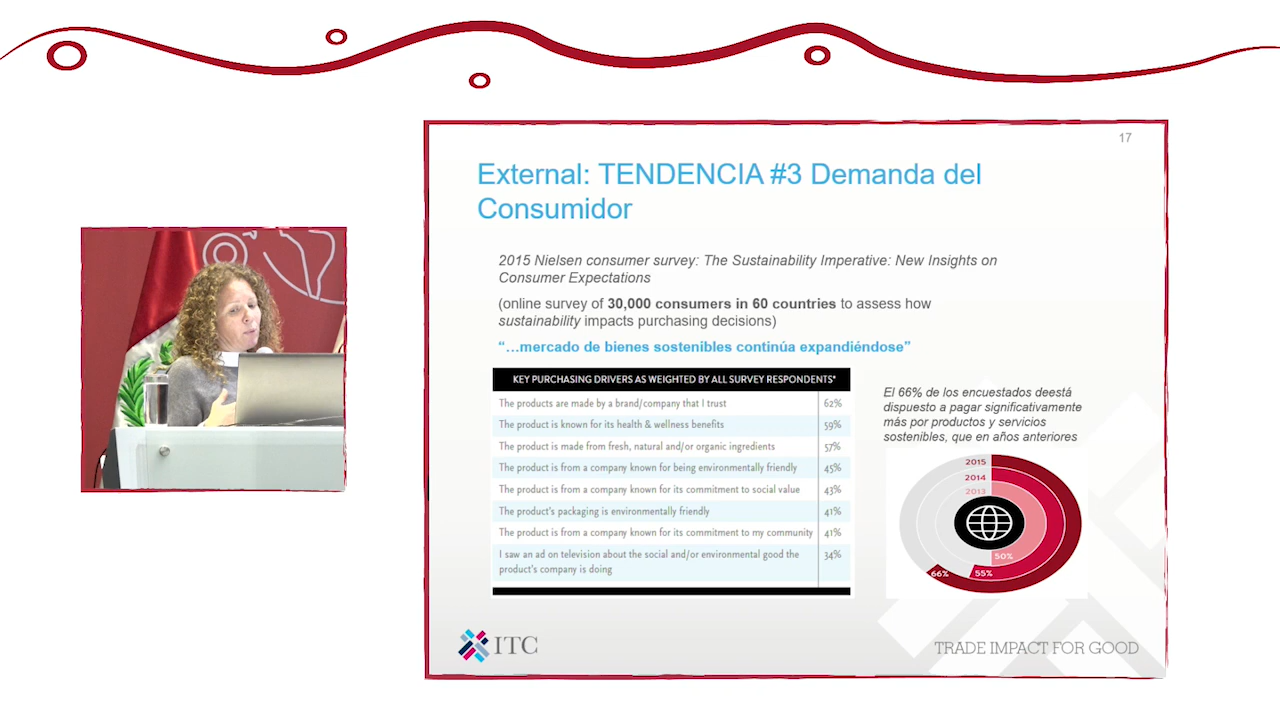 17
External: TENDENCIA #3 Demanda del
Consumidor
2015 Nielsen consumer survey: The Sustainability Imperative: New Insights on
Consumer Expectations
(online survey of 30,000 consumers in 60 countries to assess how
sustainability impacts purchasing decisions)
“…mercado de bienes sostenibles continúa expandiéndose”
KEY PURCHASING DRIVERS AS WEIGHTED BY ALL SURVEY RESPONDENTS*
The products are made by a brand/company that I trust 62%
The product is known for its health & wellness benefits 59%
The product is made from fresh, natural and/or organic ingredients 57%
The product is from a company known for being environmentally friendly 45%
The product is from a company known for its commitment to social value 43%
The product's packaging is environmentally friendly 41%
The product is from a company known for its commitment to my community 41%
I saw an ad on television about the social and/or environmental good the 34%
product's company is doing
El 66% de los encuestados deestá
dispuesto a pagar significativamente
más por productos y servicios
sostenibles, que en años anteriores
2015
2014
2013
50%
66% 55%
ITC
TRADE IMPACT FOR GOOD